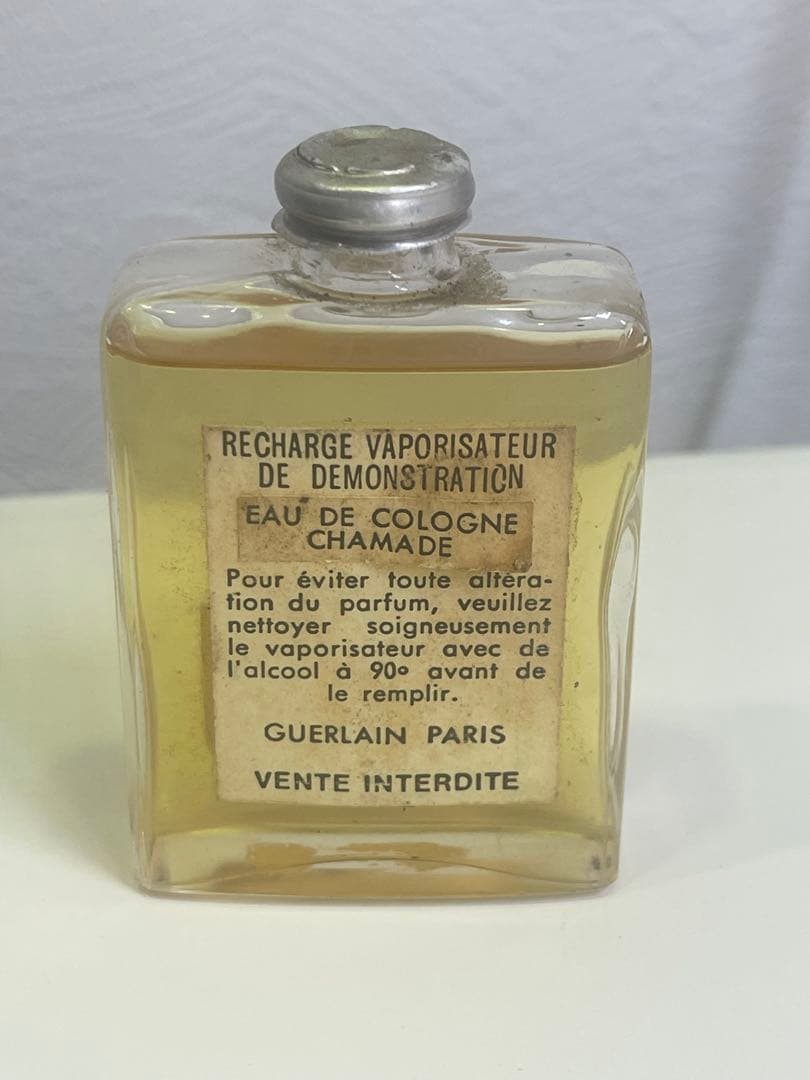 RECHARGE VAPORISATEUR
DE DEMONSTRATION
EAU DE COLOGNE
CHAMADE
Pour éviter toute altéra-
tion du parfum, veuillez
nettoyer soigneusement
le vaporisateur avec de
l'alcool à 90° avant de
le remplir.
GUERLAIN PARIS
VENTE INTERDITE